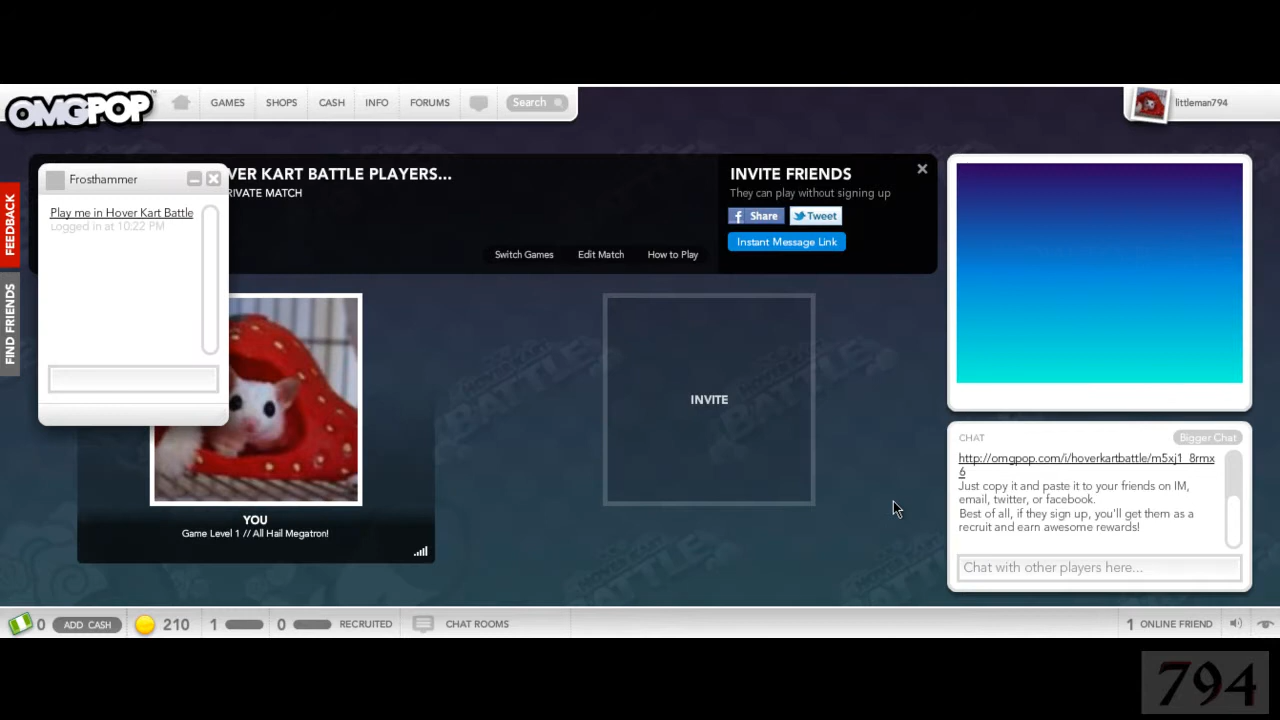 OMGPOP
GAMES
SHOPS
CASH
INFO
FORUMS
Search
littleman794
FEEDBACK
FIND FRIENDS
Frosthammer
Play me in Hover Kart Battle
Logged in at 10:22 PM
VER KART BATTLE PLAYERS...
RIVATE MATCH
Switch Games
Edit Match
How to Play
INVITE FRIENDS
They can play without signing up
f Share
Tweet
Instant Message Link
YOU
Game Level 1 // All Hail Megatron!
INVITE
CHAT
Bigger Chat
http://omgpop.com/i/hoverkartbattle/m5xj1_8rmx
6
Just copy it and paste it to your friends on IM,
email, twitter, or facebook.
Best of all, if they sign up, you'll get them as a
recruit and earn awesome rewards!
Chat with other players here...
0
ADD CASH
210
1
0
RECRUITED
CHAT ROOMS
1 ONLINE FRIEND
794